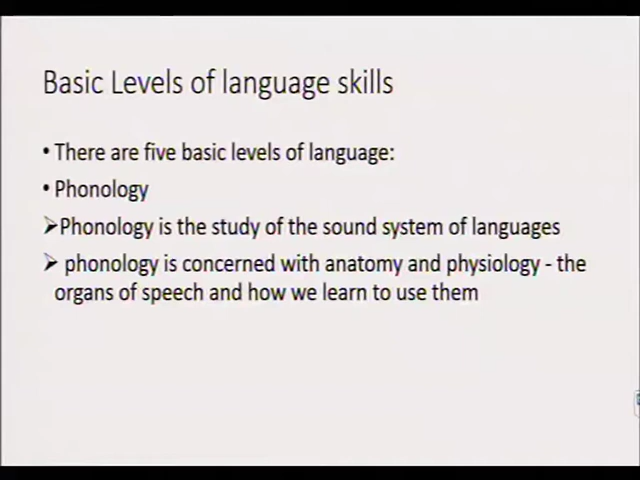 Basic Levels of language skills
• There are five basic levels of language:
• Phonology
➢Phonology is the study of the sound system of languages
➢ phonology is concerned with anatomy and physiology - the
organs of speech and how we learn to use them